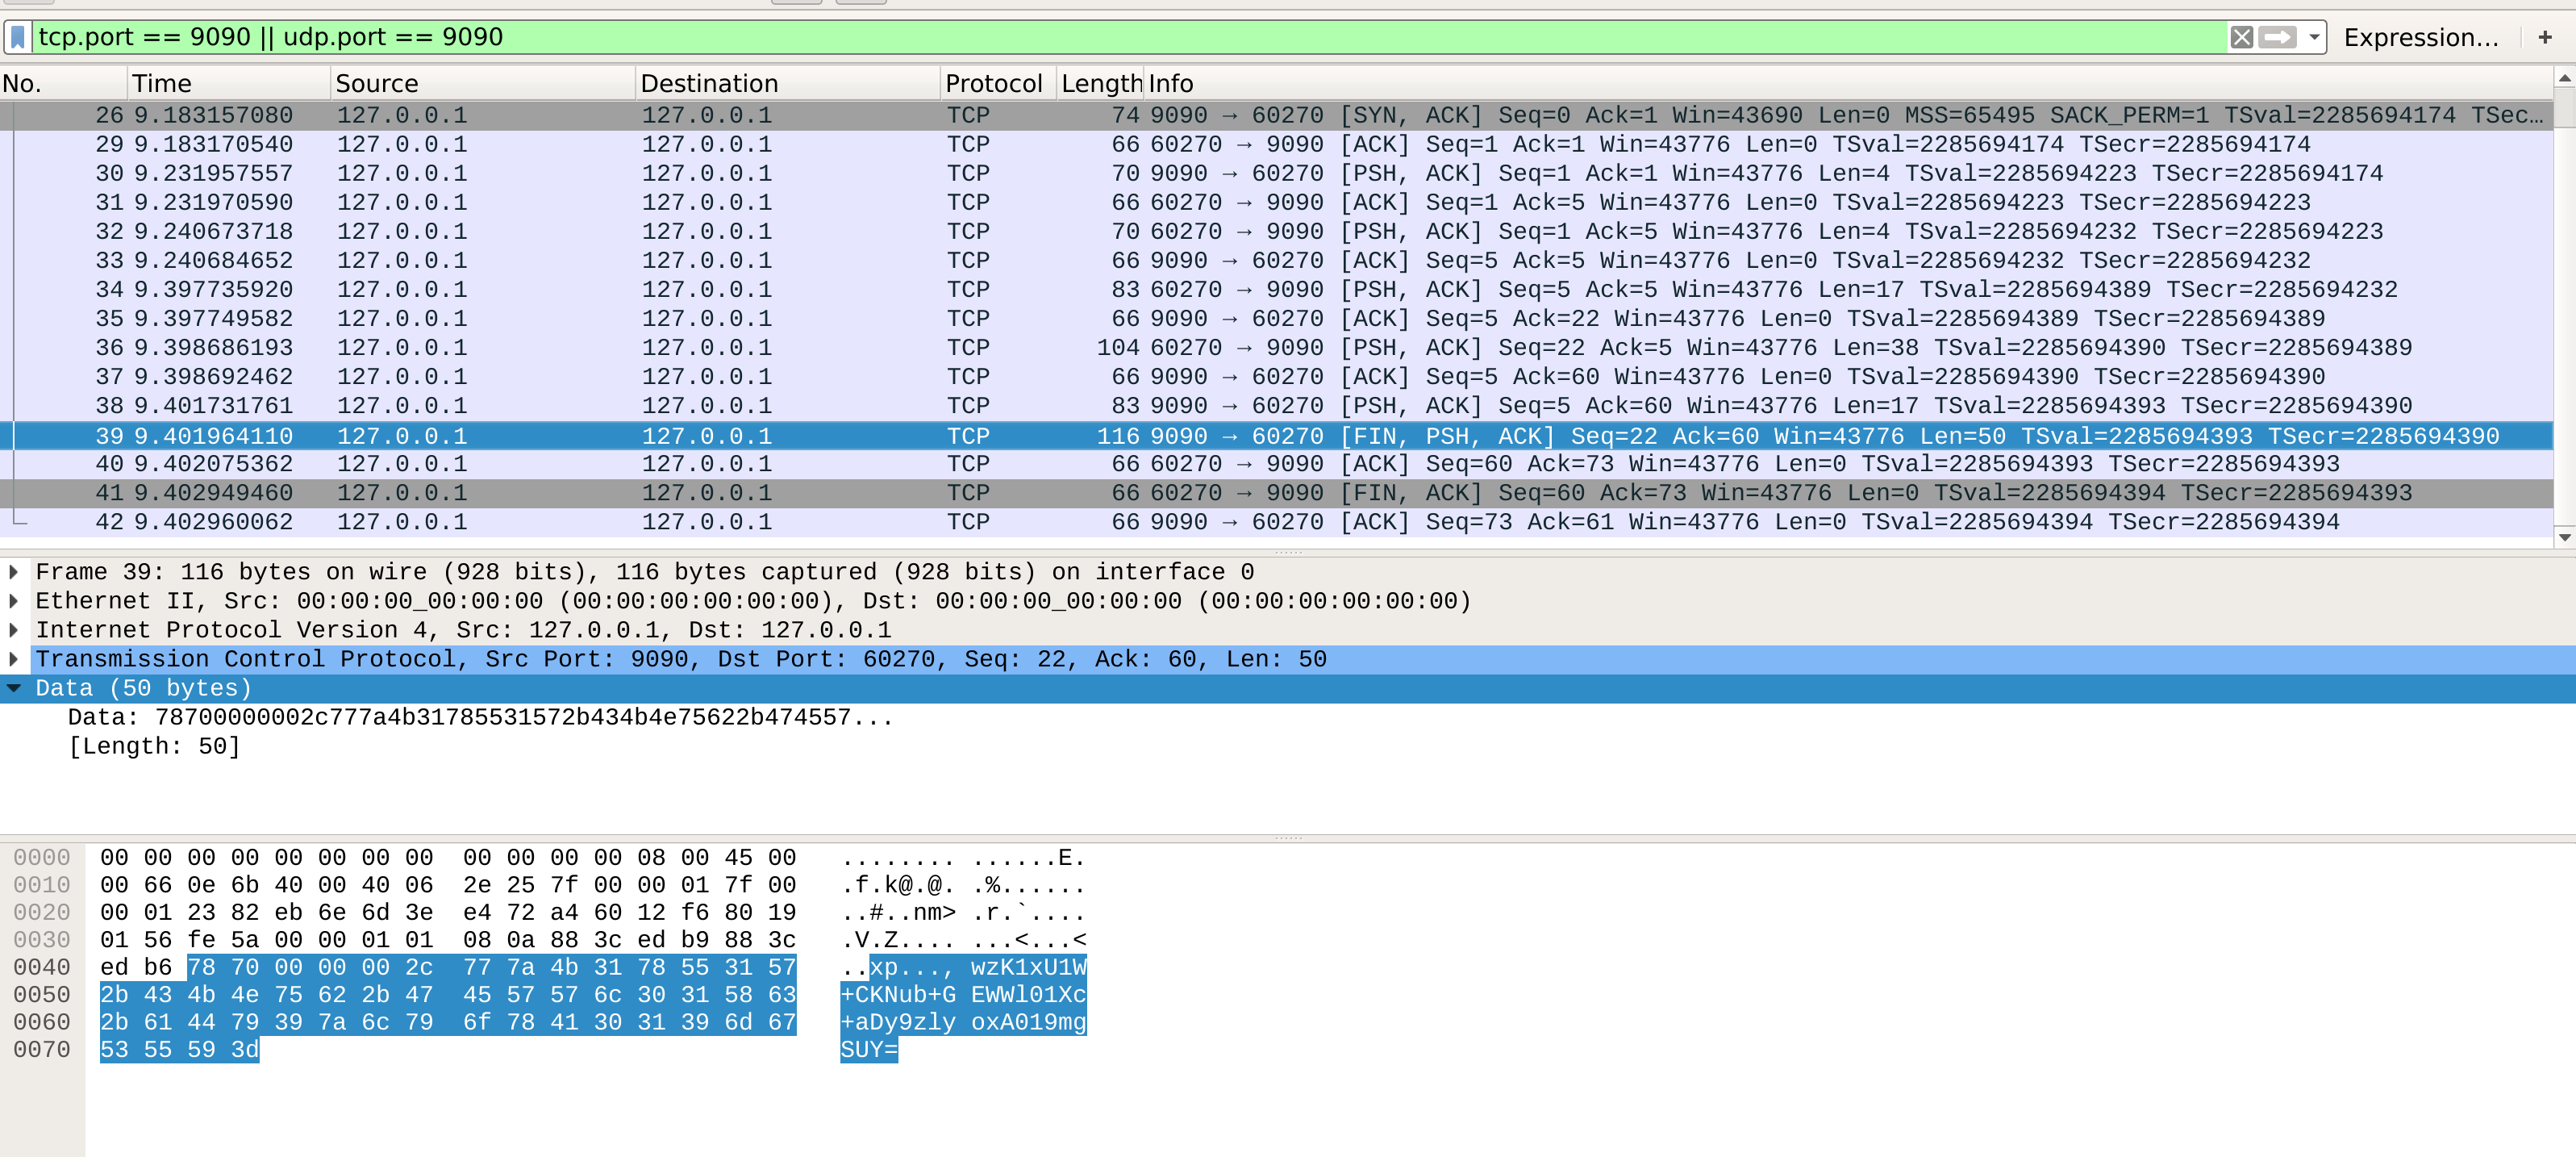 tcp.port == 9090 || udp.port == 9090 Expression... +
No. Time Source Destination Protocol Length Info
26 9.183157080 127.0.0.1 127.0.0.1 TCP 74 9090 → 60270 [SYN, ACK] Seq=0 Ack=1 Win=43690 Len=0 MSS=65495 SACK_PERM=1 TSval=2285694174 TSec...
29 9.183170540 127.0.0.1 127.0.0.1 TCP 66 60270 → 9090 [ACK] Seq=1 Ack=1 Win=43776 Len=0 TSval=2285694174 TSecr=2285694174
30 9.231957557 127.0.0.1 127.0.0.1 TCP 70 9090 → 60270 [PSH, ACK] Seq=1 Ack=1 Win=43776 Len=4 TSval=2285694223 TSecr=2285694174
31 9.231970590 127.0.0.1 127.0.0.1 TCP 66 60270 → 9090 [ACK] Seq=1 Ack=5 Win=43776 Len=0 TSval=2285694223 TSecr=2285694223
32 9.240673718 127.0.0.1 127.0.0.1 TCP 70 60270 → 9090 [PSH, ACK] Seq=1 Ack=5 Win=43776 Len=4 TSval=2285694232 TSecr=2285694223
33 9.240684652 127.0.0.1 127.0.0.1 TCP 66 9090 → 60270 [ACK] Seq=5 Ack=5 Win=43776 Len=0 TSval=2285694232 TSecr=2285694232
34 9.397735920 127.0.0.1 127.0.0.1 TCP 83 60270 → 9090 [PSH, ACK] Seq=5 Ack=5 Win=43776 Len=17 TSval=2285694389 TSecr=2285694232
35 9.397749582 127.0.0.1 127.0.0.1 TCP 66 9090 → 60270 [ACK] Seq=5 Ack=22 Win=43776 Len=0 TSval=2285694389 TSecr=2285694389
36 9.398686193 127.0.0.1 127.0.0.1 TCP 104 60270 → 9090 [PSH, ACK] Seq=22 Ack=5 Win=43776 Len=38 TSval=2285694390 TSecr=2285694389
37 9.398692462 127.0.0.1 127.0.0.1 TCP 66 9090 → 60270 [ACK] Seq=5 Ack=60 Win=43776 Len=0 TSval=2285694390 TSecr=2285694390
38 9.401731761 127.0.0.1 127.0.0.1 TCP 83 9090 → 60270 [PSH, ACK] Seq=5 Ack=60 Win=43776 Len=17 TSval=2285694393 TSecr=2285694390
39 9.401964110 127.0.0.1 127.0.0.1 TCP 116 9090 → 60270 [FIN, PSH, ACK] Seq=22 Ack=60 Win=43776 Len=50 TSval=2285694393 TSecr=2285694390
40 9.402075362 127.0.0.1 127.0.0.1 TCP 66 60270 → 9090 [ACK] Seq=60 Ack=73 Win=43776 Len=0 TSval=2285694393 TSecr=2285694393
41 9.402949460 127.0.0.1 127.0.0.1 TCP 66 60270 → 9090 [FIN, ACK] Seq=60 Ack=73 Win=43776 Len=0 TSval=2285694394 TSecr=2285694393
42 9.402960062 127.0.0.1 127.0.0.1 TCP 66 9090 → 60270 [ACK] Seq=73 Ack=61 Win=43776 Len=0 TSval=2285694394 TSecr=2285694394
Frame 39: 116 bytes on wire (928 bits), 116 bytes captured (928 bits) on interface 0
Ethernet II, Src: 00:00:00_00:00:00 (00:00:00:00:00:00), Dst: 00:00:00_00:00:00 (00:00:00:00:00:00)
Internet Protocol Version 4, Src: 127.0.0.1, Dst: 127.0.0.1
Transmission Control Protocol, Src Port: 9090, Dst Port: 60270, Seq: 22, Ack: 60, Len: 50
Data (50 bytes)
Data: 78700000002c777a4b31785531572b434b4e75622b474557...
[Length: 50]
0000 00 00 00 00 00 00 00 00 00 00 00 00 08 00 45 00 ........ ......E.
0010 00 66 0e 6b 40 00 40 06 2e 25 7f 00 00 01 7f 00 .f.k@.@. .%......
0020 00 01 23 82 eb 6e 6d 3e e4 72 a4 60 12 f6 80 19 ..#..nm> .r.`....
0030 01 56 fe 5a 00 00 01 01 08 0a 88 3c ed b9 88 3c .V.Z.... ...<...<
0040 ed b6 78 70 00 00 00 2c 77 7a 4b 31 78 55 31 57 ..xp..., wzK1xU1W
0050 2b 43 4b 4e 75 62 2b 47 45 57 57 6c 30 31 58 63 +CKNub+G EWWl01Xc
0060 2b 61 44 79 39 7a 6c 79 6f 78 41 30 31 39 6d 67 +aDy9zly oxA019mg
0070 53 55 59 3d SUY=